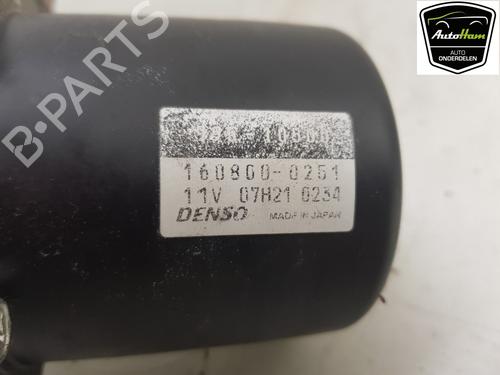 AutoHam
AUTO
ONDERDELEN
160800-0251
11V 07H21 0234
DENSO MADE IN JAPAN
B-Parts